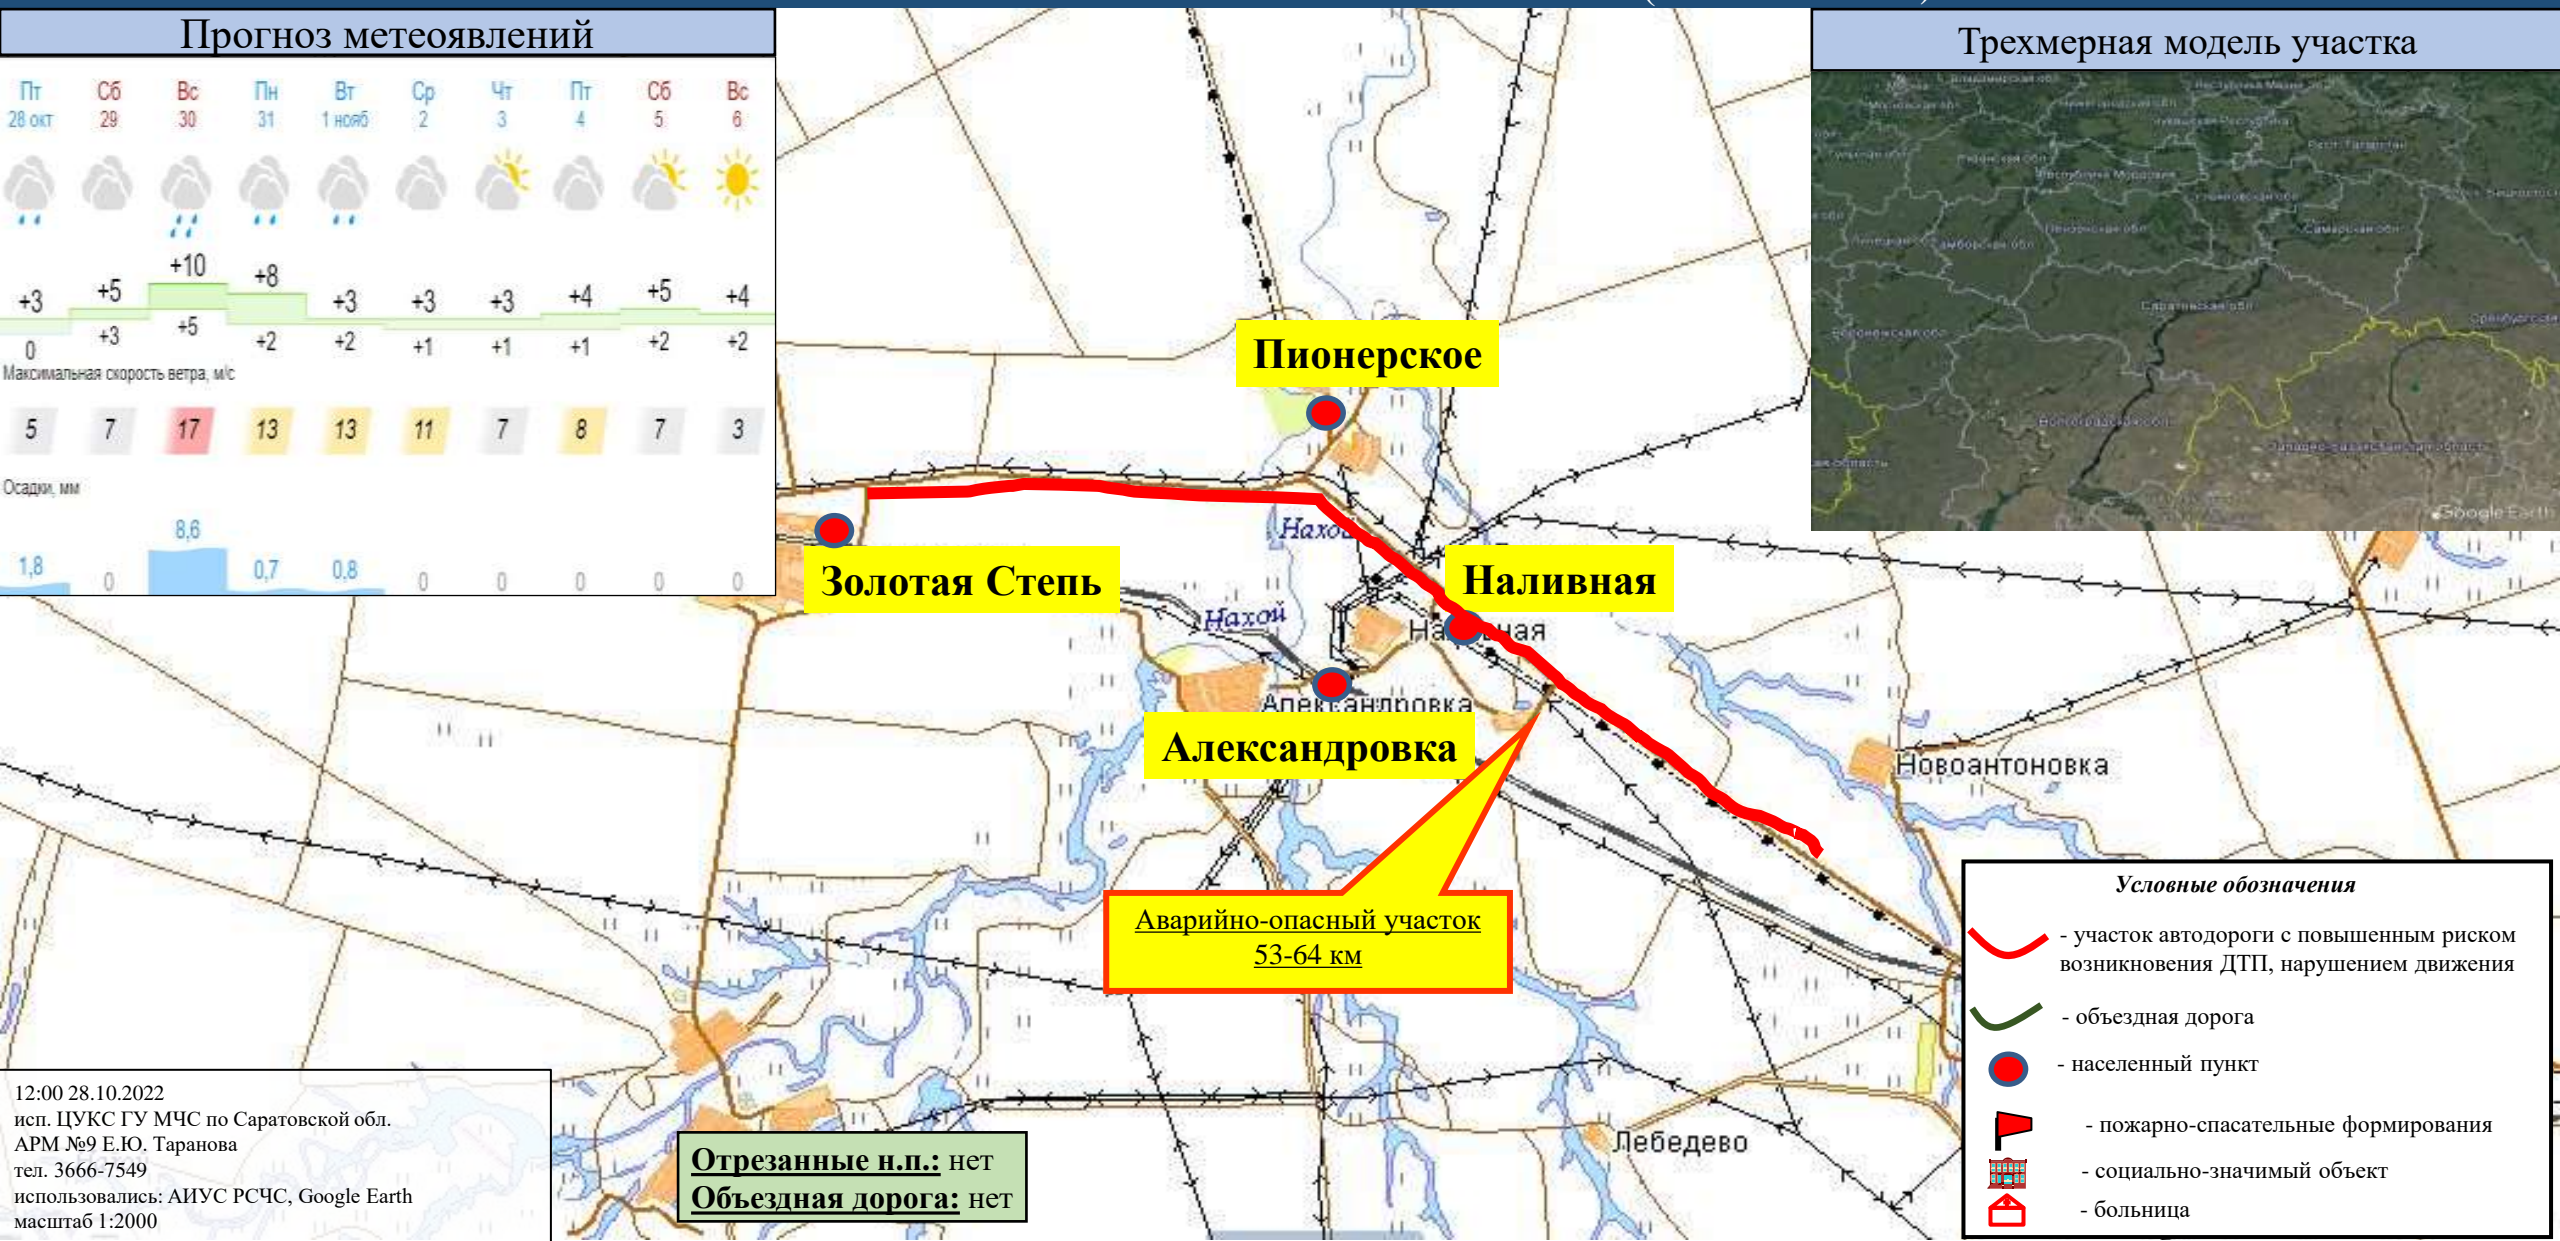 Прогноз метеоявлений
Пт Сб Вс Пн Вт Ср Чт Пт Сб Вс
28 окт 29 30 31 1 нояб 2 3 4 5 6
+3 +5 +10 +8 +3 +3 +3 +4 +5 +4
0 +3 +5 +2 +2 +1 +1 +1 +2 +2
Максимальная скорость ветра, м/с
5 7 17 13 13 11 7 8 7 3
Осадки, мм
1,8 0 8,6 0,7 0,8 0 0 0 0 0
Трехмерная модель участка
Саратовская обл
Самарская обл
Волгоградская обл
Google Earth
Пионерское
Золотая Степь
Нахой
Наливная
Нахой
Александровка
Александровка
Новоантоновка
Аварийно-опасный участок
53-64 км
Лебедево
Отрезанные н.п.: нет
Объездная дорога: нет
12:00 28.10.2022
исп. ЦУКС ГУ МЧС по Саратовской обл.
АРМ №9 Е.Ю. Таранова
тел. 3666-7549
использовались: АИУС РСЧС, Google Earth
масштаб 1:2000
Условные обозначения
- участок автодороги с повышенным риском
возникновения ДТП, нарушением движения
- объездная дорога
- населенный пункт
- пожарно-спасательные формирования
- социально-значимый объект
- больница